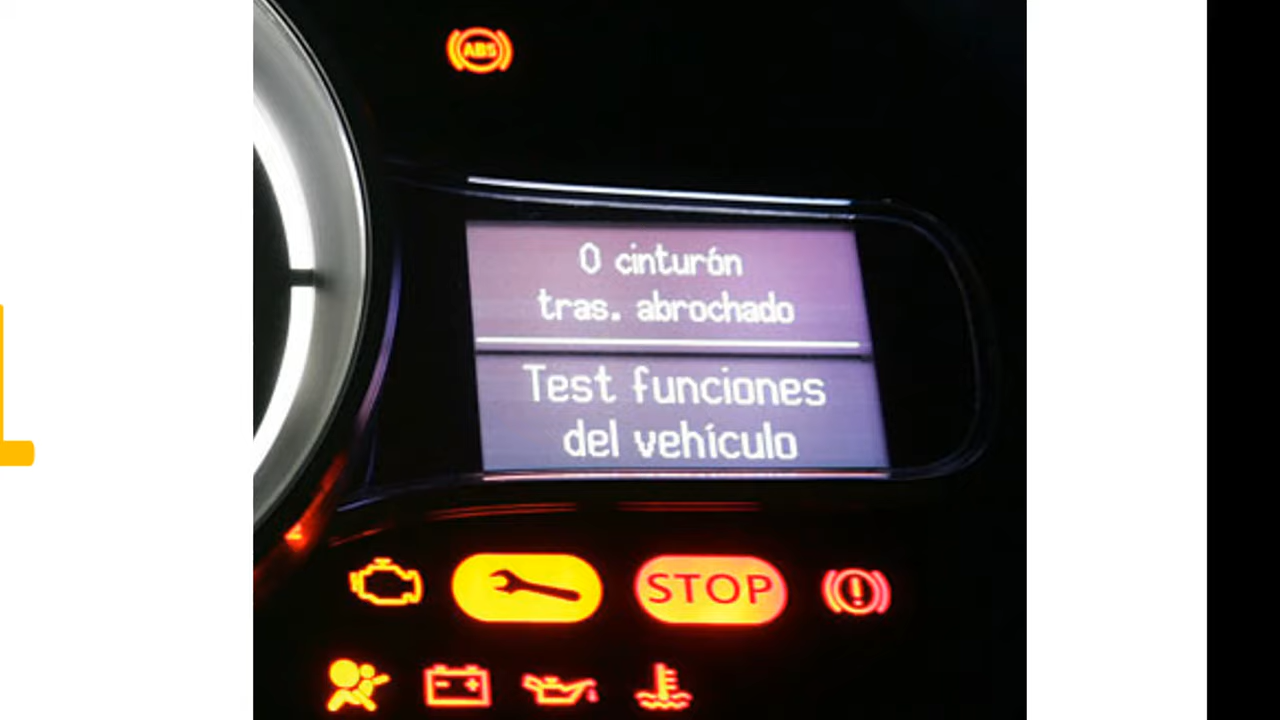 ABS
0 cinturón
tras. abrochado
Test funciones
del vehículo
STOP